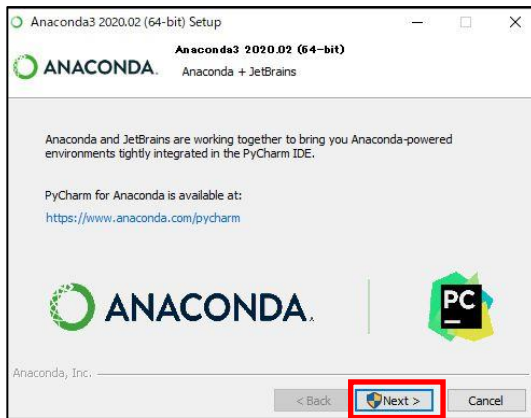 Anaconda3 2020.02 (64-bit) Setup
Anaconda3 2020.02 (64-bit)
ANACONDA.
Anaconda + JetBrains
Anaconda and JetBrains are working together to bring you Anaconda-powered
environments tightly integrated in the PyCharm IDE.
PyCharm for Anaconda is available at:
https://www.anaconda.com/pycharm
ANACONDA.
PC
Anaconda, Inc.
< Back
Next >
Cancel